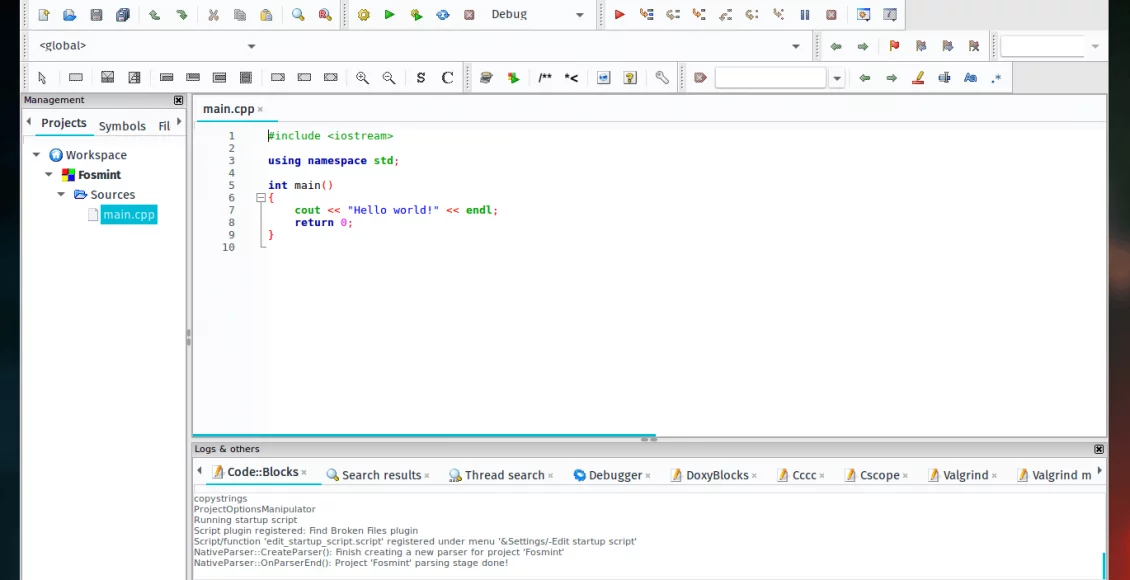 Debug
<global>
S C /** *< Aa .*
Management
Projects Symbols Fil
Workspace
Fosmint
Sources
main.cpp
main.cpp
1 #include <iostream>
2
3 using namespace std;
4
5 int main()
6 {
7 cout << "Hello world!" << endl;
8 return 0;
9 }
10
Logs & others
Code::Blocks Search results Thread search Debugger DoxyBlocks Cccc Cscope Valgrind Valgrind m
copystrings
ProjectOptionsManipulator
Running startup script
Script plugin registered: Find Broken Files plugin
Script/function 'edit_startup_script.script' registered under menu '&Settings/-Edit startup script'
NativeParser::CreateParser(): Finish creating a new parser for project 'Fosmint'
NativeParser::OnParserEnd(): Project 'Fosmint' parsing stage done!